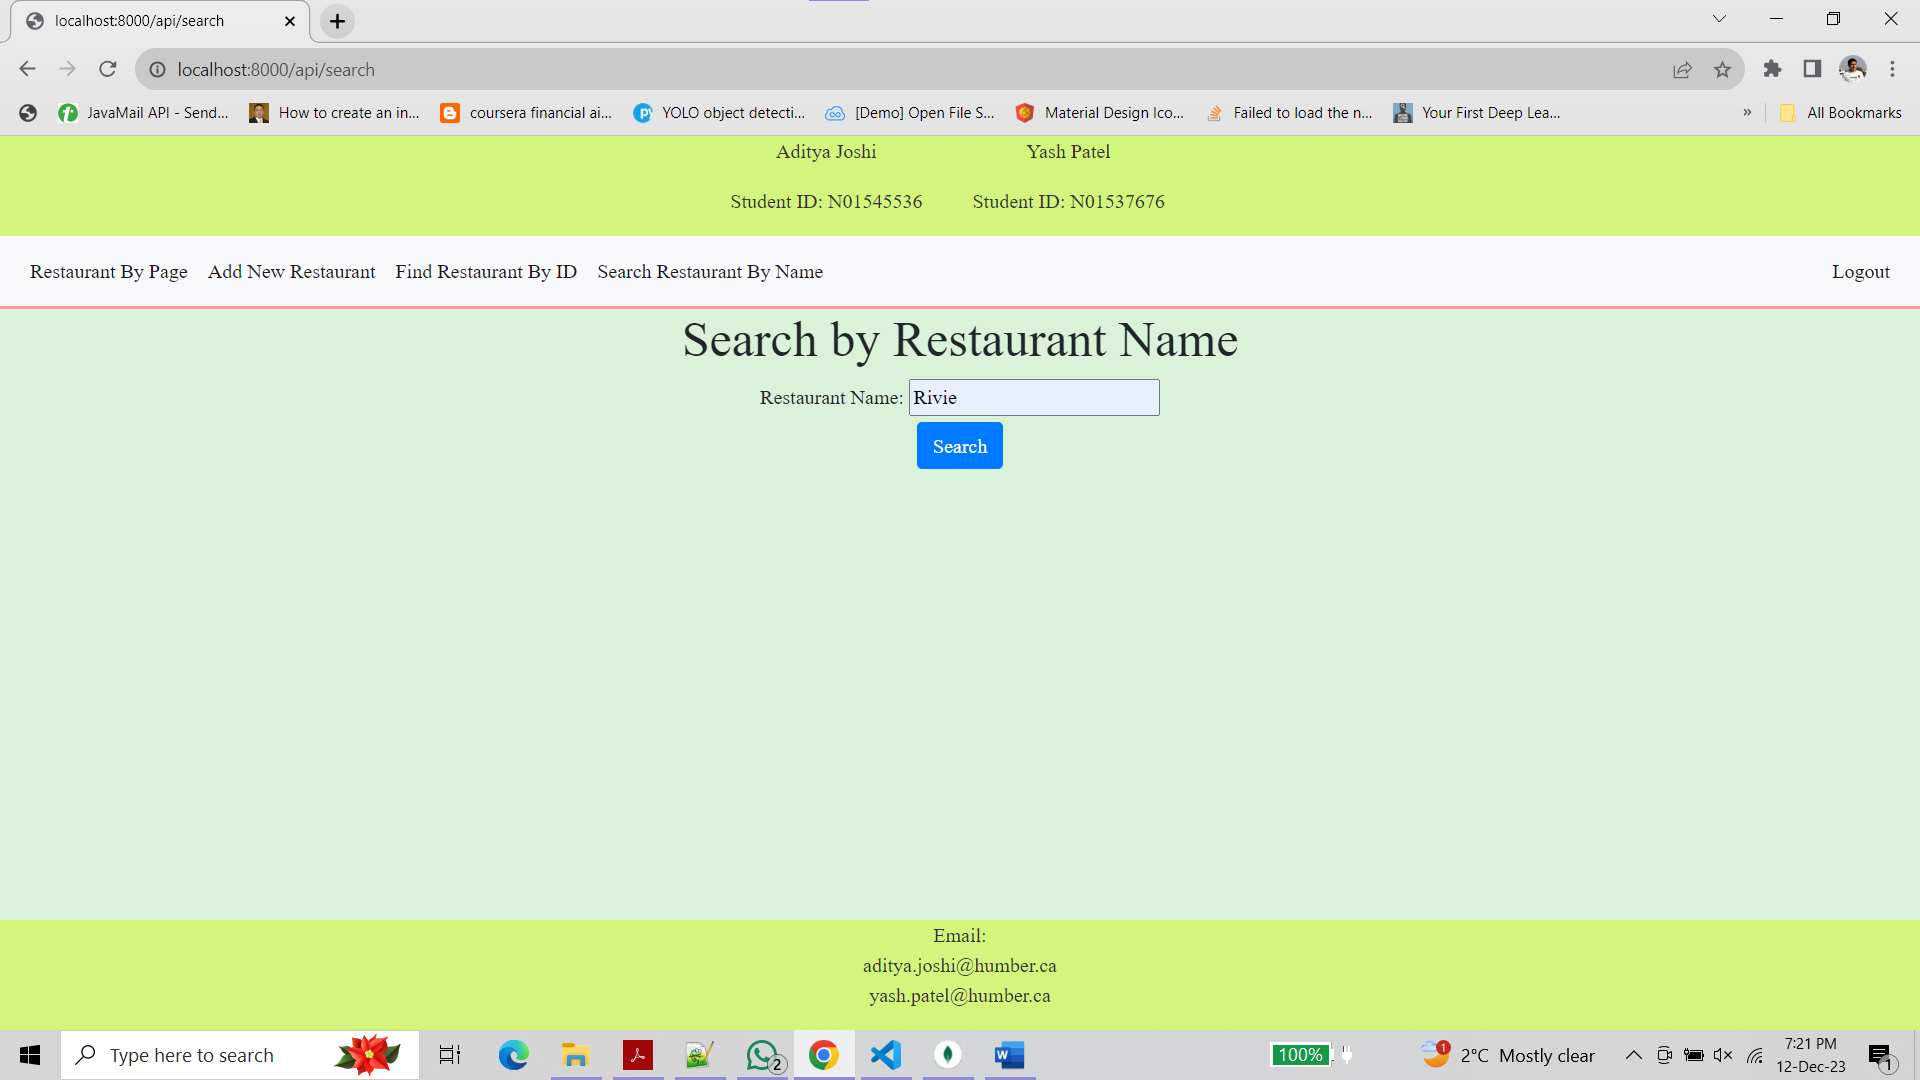 localhost:8000/api/search
localhost:8000/api/search
JavaMail API - Send... How to create an in... coursera financial ai... YOLO object detecti... [Demo] Open File S... Material Design Ico... Failed to load the n... Your First Deep Lea... » All Bookmarks
Aditya Joshi Yash Patel
Student ID: N01545536 Student ID: N01537676
Restaurant By Page Add New Restaurant Find Restaurant By ID Search Restaurant By Name Logout
Search by Restaurant Name
Restaurant Name: Rivie
Search
Email:
aditya.joshi@humber.ca
yash.patel@humber.ca
Type here to search 2 100% 1 2°C Mostly clear 7:21 PM
12-Dec-23 1